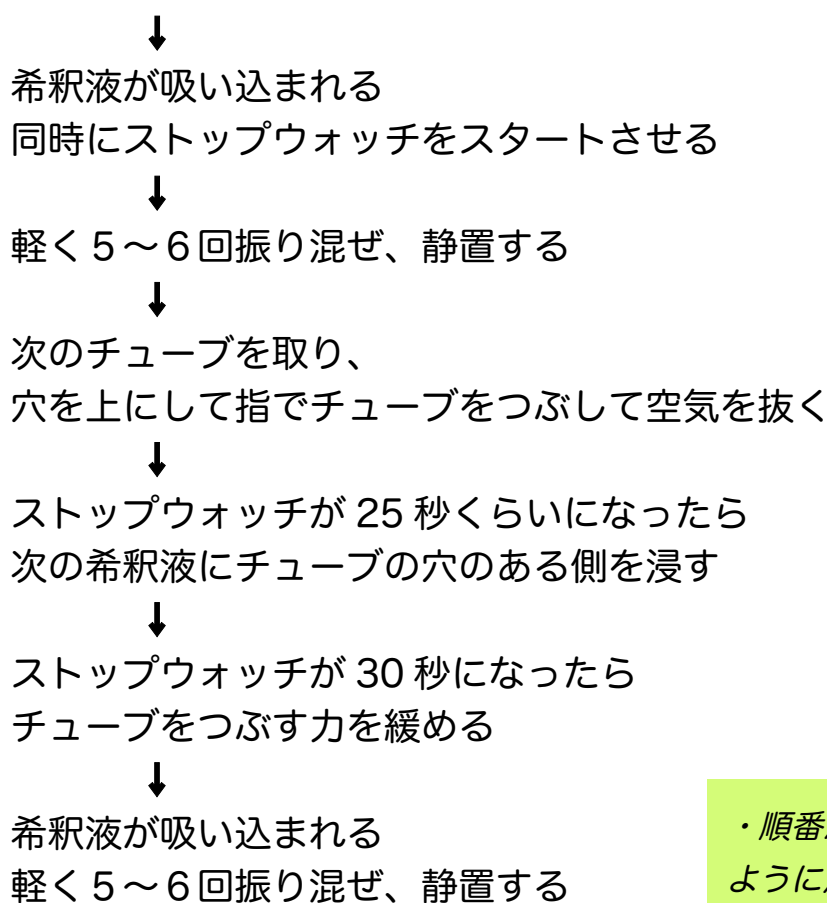 ↓
希釈液が吸い込まれる
同時にストップウォッチをスタートさせる
↓
軽く5〜6回振り混ぜ、静置する
↓
次のチューブを取り、
穴を上にして指でチューブをつぶして空気を抜く
↓
ストップウォッチが 25 秒くらいになったら
次の希釈液にチューブの穴のある側を浸す
↓
ストップウォッチが 30 秒になったら
チューブをつぶす力を緩める
↓
希釈液が吸い込まれる
軽く5〜6回振り混ぜ、静置する
・順番
ように